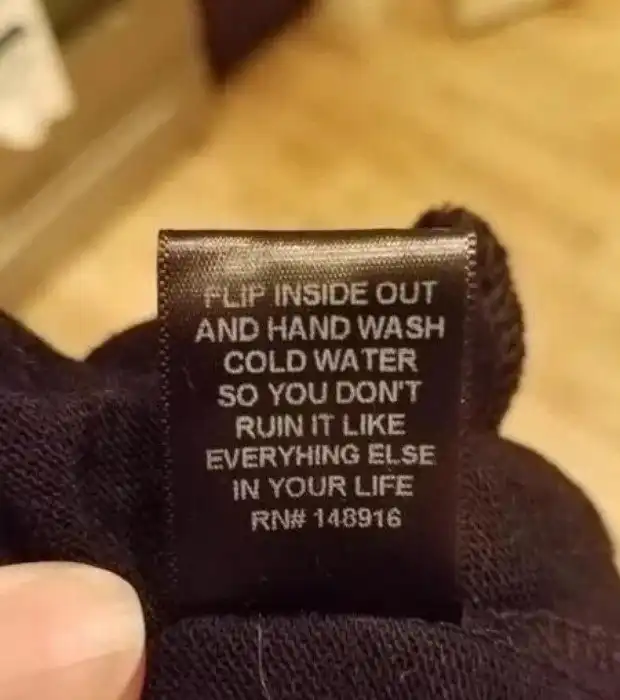 FLIP INSIDE OUT
AND HAND WASH
COLD WATER
SO YOU DON'T
RUIN IT LIKE
EVERYHING ELSE
IN YOUR LIFE
RN# 148916